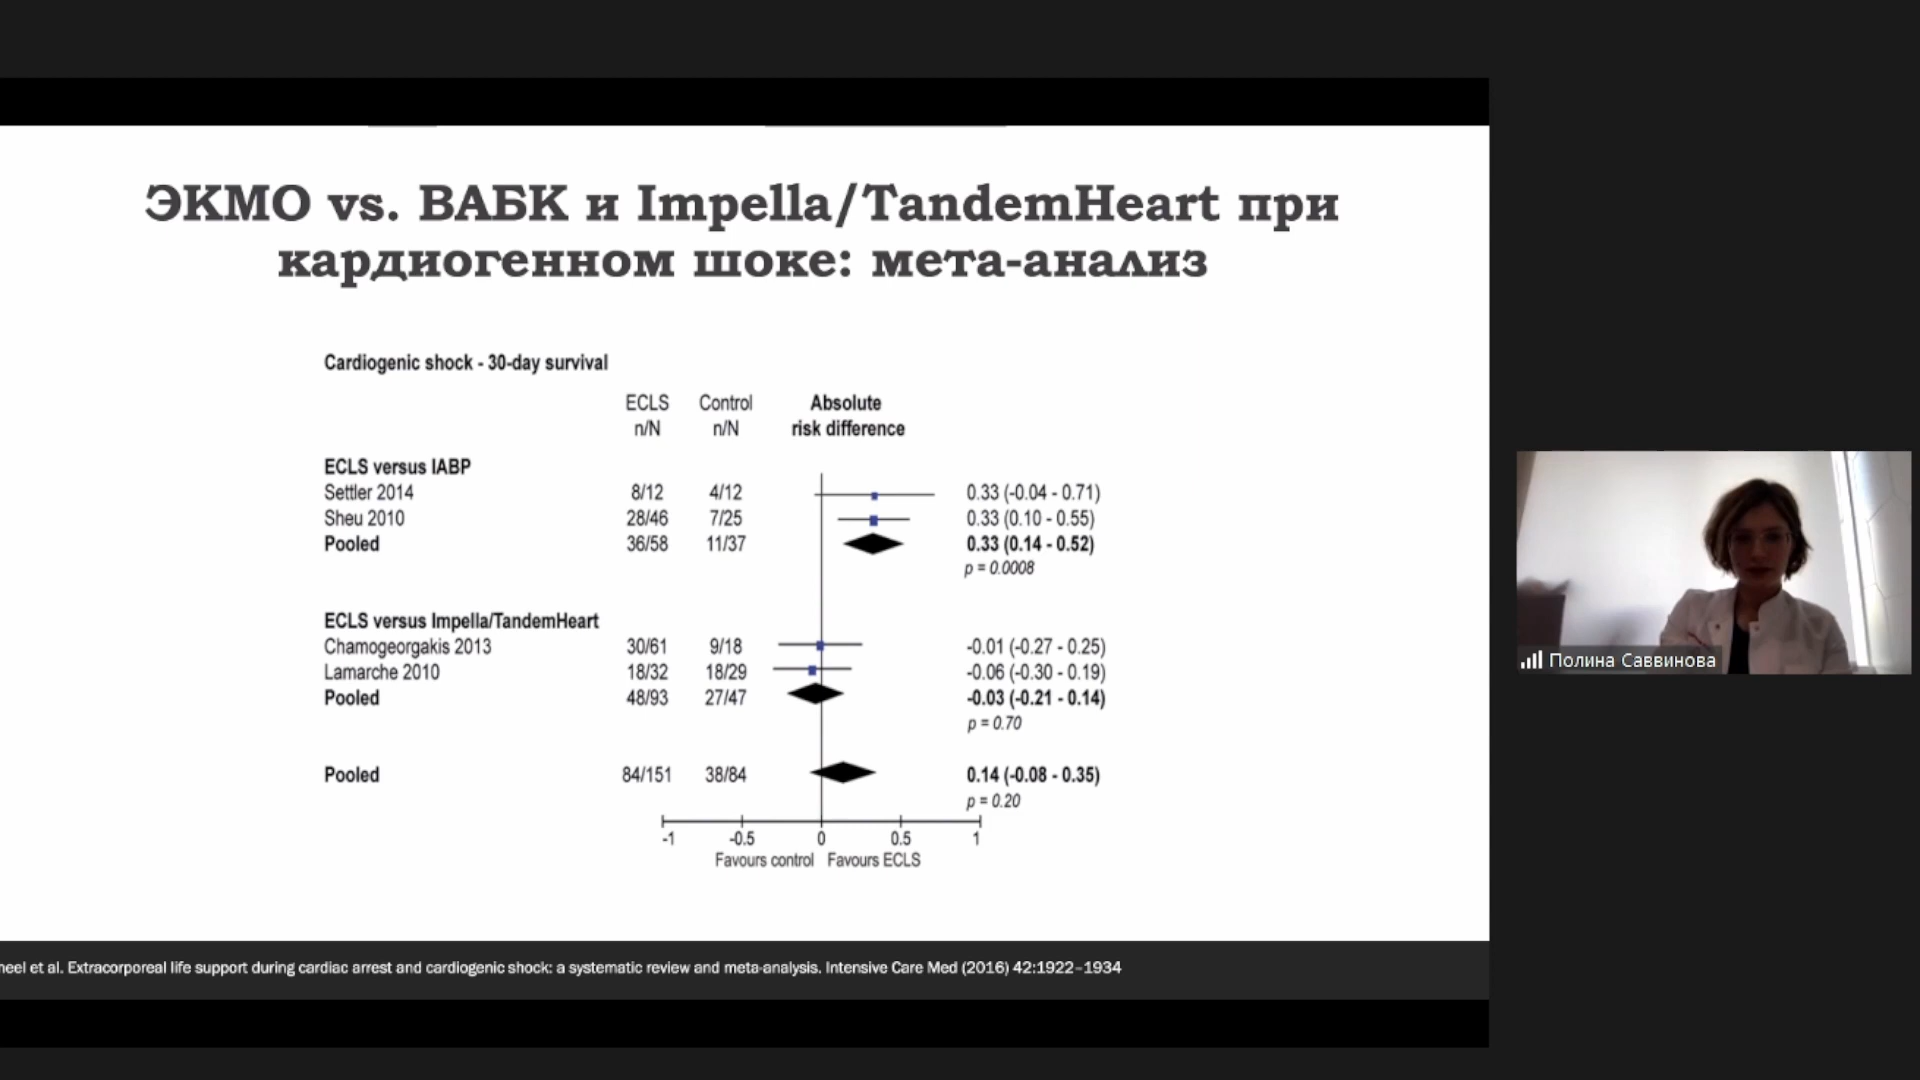 ЭКМО vs. ВАБК и Impella/TandemHeart при
кардиогенном шоке: мета-анализ
Cardiogenic shock - 30-day survival
ECLS Control Absolute
n/N n/N risk difference
ECLS versus IABP
Settler 2014 8/12 4/12 0.33 (-0.04 - 0.71)
Sheu 2010 28/46 7/25 0.33 (0.10 - 0.55)
Pooled 36/58 11/37 0.33 (0.14 - 0.52)
p = 0.0008
ECLS versus Impella/TandemHeart
Chamogeorgakis 2013 30/61 9/18 -0.01 (-0.27 - 0.25)
Lamarche 2010 18/32 18/29 -0.06 (-0.30 - 0.19)
Pooled 48/93 27/47 -0.03 (-0.21 - 0.14)
p = 0.70
Pooled 84/151 38/84 0.14 (-0.08 - 0.35)
p = 0.20
-1 -0.5 0 0.5 1
Favours control Favours ECLS
et al. Extracorporeal life support during cardiac arrest and cardiogenic shock: a systematic review and meta-analysis. Intensive Care Med (2016) 42:1922–1934
Полина Саввинова